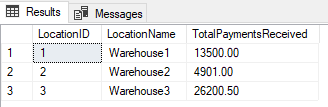 Results Messages
LocationID LocationName TotalPaymentsReceived
1 1 Warehouse1 13500.00
2 2 Warehouse2 4901.00
3 3 Warehouse3 26200.50